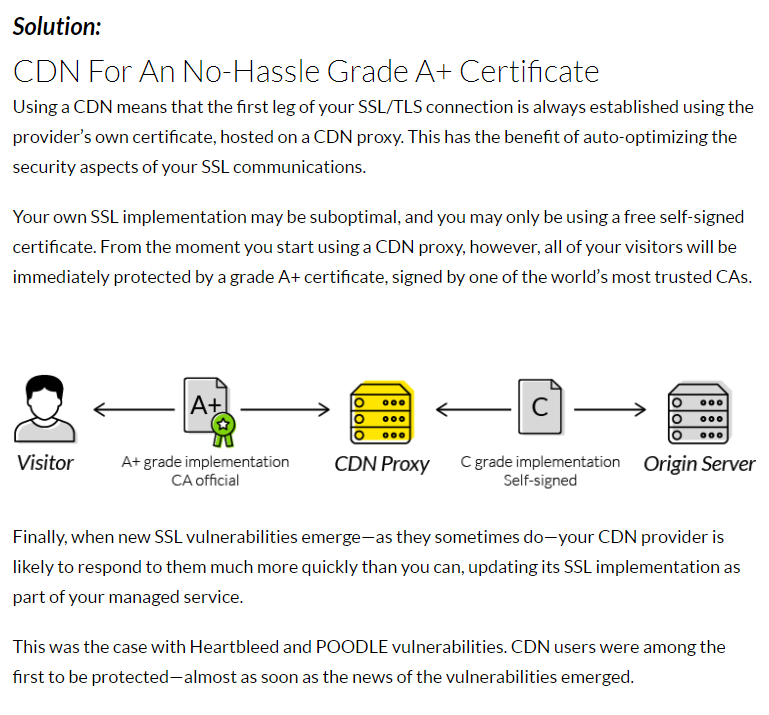 Solution:
CDN For An No-Hassle Grade A+ Certificate
Using a CDN means that the first leg of your SSL/TLS connection is always established using the
provider’s own certificate, hosted on a CDN proxy. This has the benefit of auto-optimizing the
security aspects of your SSL communications.
Your own SSL implementation may be suboptimal, and you may only be using a free self-signed
certificate. From the moment you start using a CDN proxy, however, all of your visitors will be
immediately protected by a grade A+ certificate, signed by one of the world’s most trusted CAs.
A+
C
Visitor
A+ grade implementation
CA official
CDN Proxy
C grade implementation
Self-signed
Origin Server
Finally, when new SSL vulnerabilities emerge—as they sometimes do—your CDN provider is
likely to respond to them much more quickly than you can, updating its SSL implementation as
part of your managed service.
This was the case with Heartbleed and POODLE vulnerabilities. CDN users were among the
first to be protected—almost as soon as the news of the vulnerabilities emerged.